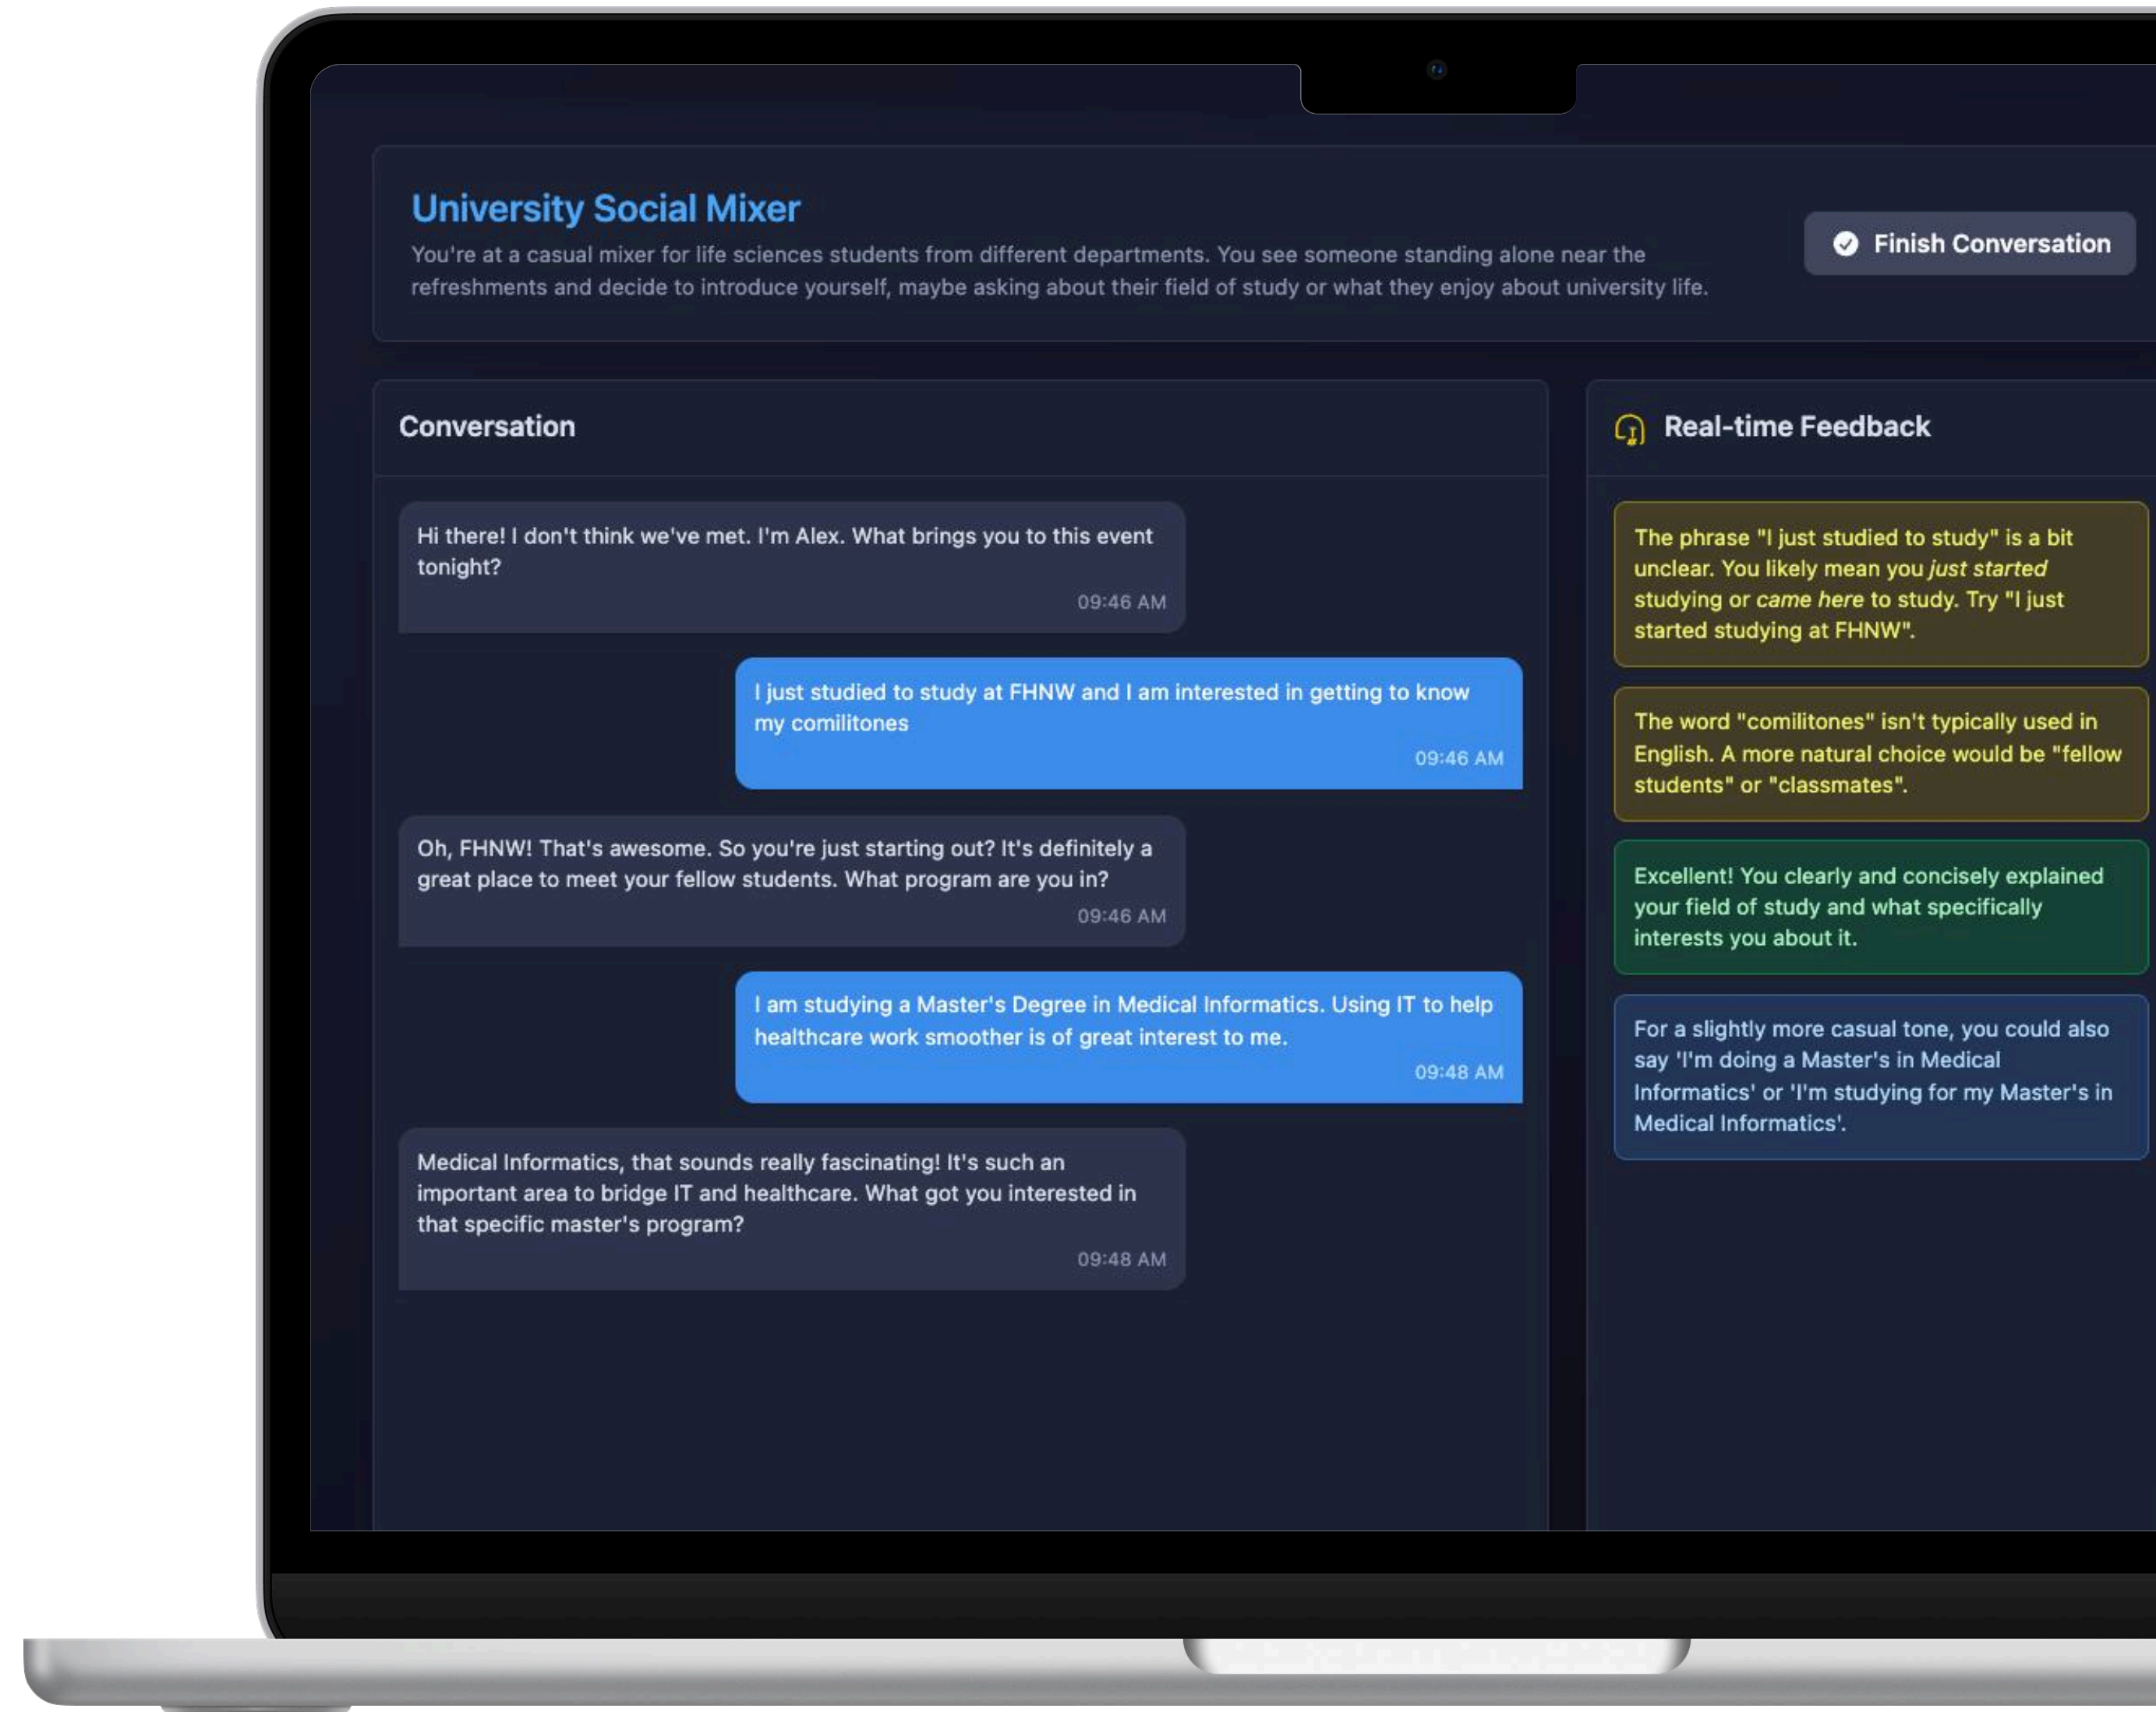 University Social Mixer
You're at a casual mixer for life sciences students from different departments. You see someone standing alone near the
refreshments and decide to introduce yourself, maybe asking about their field of study or what they enjoy about university life.
Finish Conversation
Conversation
Hi there! I don't think we've met. I'm Alex. What brings you to this event
tonight?
09:46 AM
I just studied to study at FHNW and I am interested in getting to know
my comilitones
09:46 AM
Oh, FHNW! That's awesome. So you're just starting out? It's definitely a
great place to meet your fellow students. What program are you in?
09:46 AM
I am studying a Master's Degree in Medical Informatics. Using IT to help
healthcare work smoother is of great interest to me.
09:48 AM
Medical Informatics, that sounds really fascinating! It's such an
important area to bridge IT and healthcare. What got you interested in
that specific master's program?
09:48 AM
Real-time Feedback
The phrase "I just studied to study" is a bit
unclear. You likely mean you just started
studying or came here to study. Try "I just
started studying at FHNW".
The word "comilitones" isn't typically used in
English. A more natural choice would be "fellow
students" or "classmates".
Excellent! You clearly and concisely explained
your field of study and what specifically
interests you about it.
For a slightly more casual tone, you could also
say 'I'm doing a Master's in Medical
Informatics' or 'I'm studying for my Master's in
Medical Informatics'.